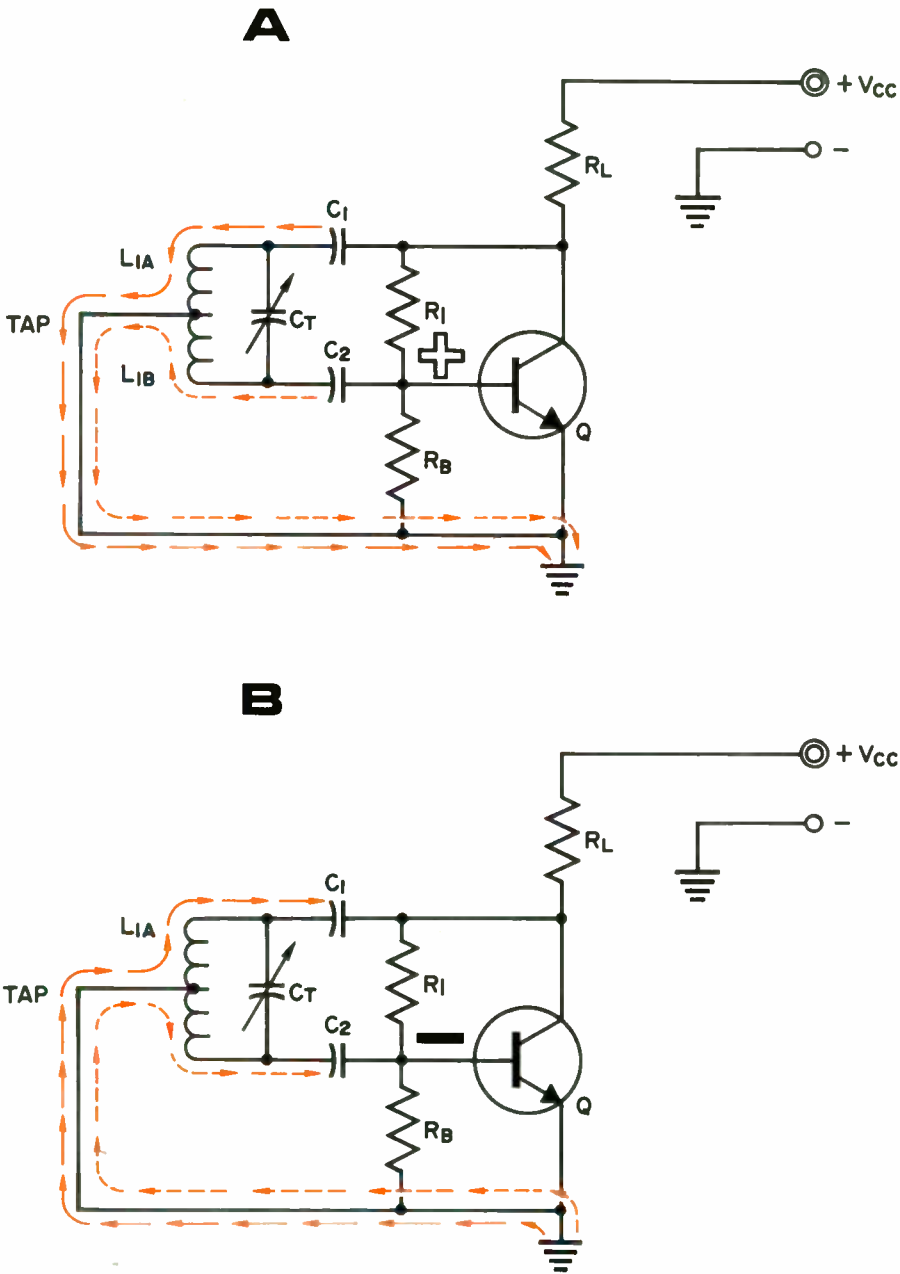 A
+ VCC
−
RL
C1
L1A
TAP
CT
R1
+
C2
L1B
Q
RB
B
+ VCC
−
RL
C1
L1A
TAP
CT
R1
C2
−
Q
RB